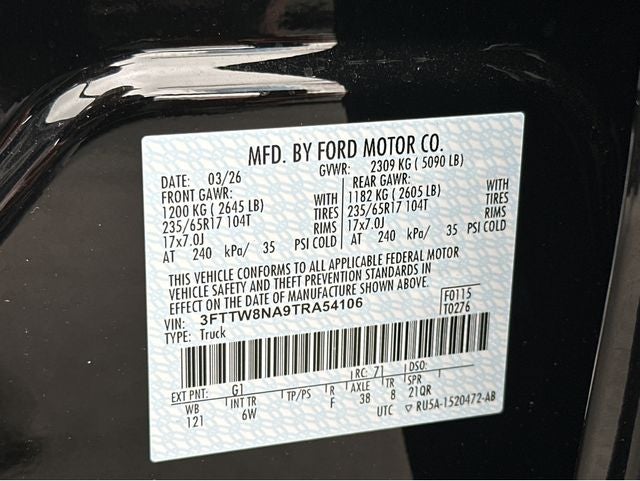 MFD. BY FORD MOTOR CO.
DATE: 03/26 GVWR: 2309 KG ( 5090 LB)
FRONT GAWR: REAR GAWR:
1200 KG ( 2645 LB) WITH 1182 KG ( 2605 LB) WITH
235/65R17 104T TIRES 235/65R17 104T TIRES
17x7.0J RIMS 17x7.0J RIMS
AT 240 kPa/ 35 PSI COLD AT 240 kPa/ 35 PSI COLD
THIS VEHICLE CONFORMS TO ALL APPLICABLE FEDERAL MOTOR
VEHICLE SAFETY AND THEFT PREVENTION STANDARDS IN
EFFECT ON THE DATE OF MANUFACTURE SHOWN ABOVE.
VIN: 3FTTW8NA9TRA54106 F0115
TYPE: Truck T0276
EXT PNT: G1 RC: 71 DSO:
WB INT TR TP/PS R AXLE TR SPR
121 6W F 38 8 21QR
UTC ▽ RU5A-1520472-AB